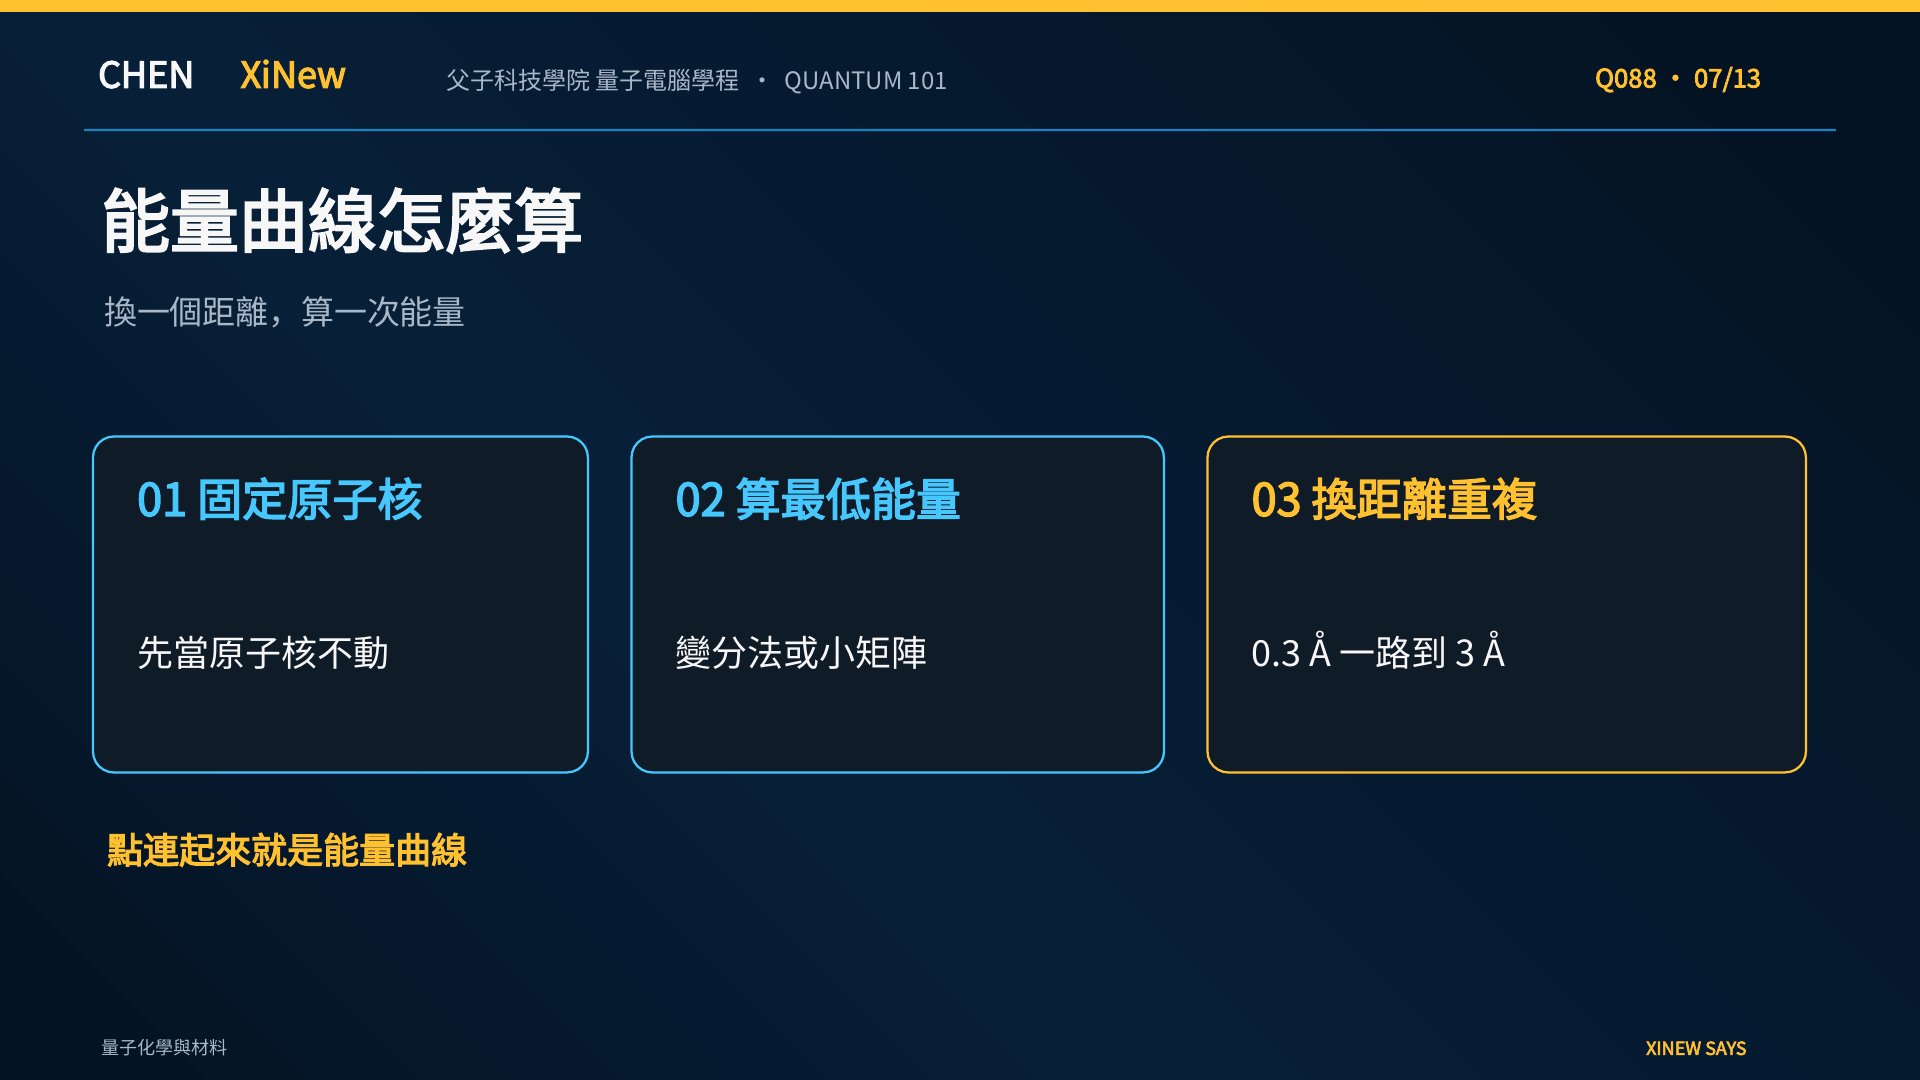 CHEN XiNew 父子科技學院 量子電腦學程 • QUANTUM 101 Q088 • 07/13
能量曲線怎麼算
換一個距離，算一次能量
01 固定原子核
先當原子核不動
02 算最低能量
變分法或小矩陣
03 換距離重複
0.3 Å 一路到 3 Å
點連起來就是能量曲線
量子化學與材料
XINEW SAYS